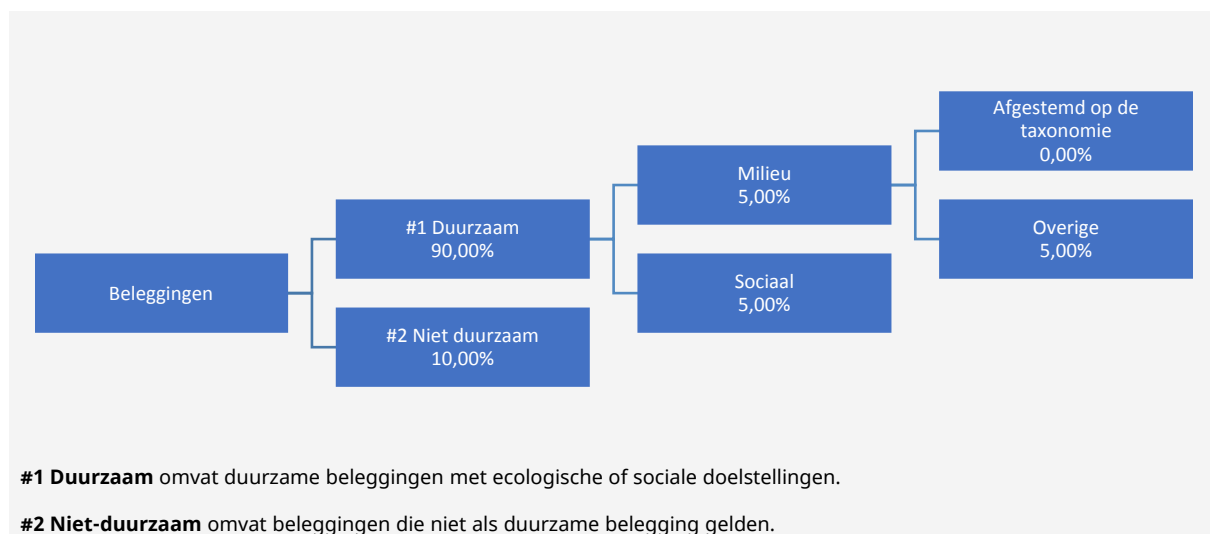 Beleggingen
#1 Duurzaam
90,00%
#2 Niet duurzaam
10,00%
Milieu
5,00%
Sociaal
5,00%
Afgestemd op de
taxonomie
0,00%
Overige
5,00%
#1 Duurzaam omvat duurzame beleggingen met ecologische of sociale doelstellingen.
#2 Niet-duurzaam omvat beleggingen die niet als duurzame belegging gelden.